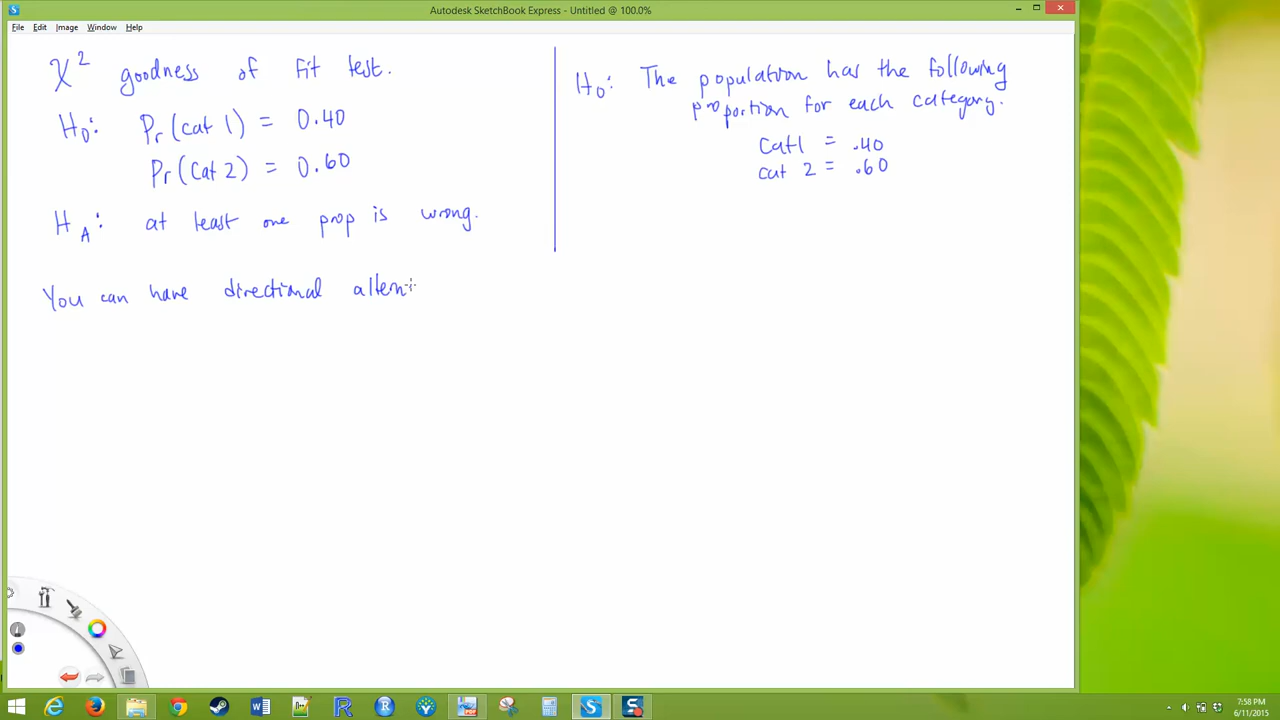 Autodesk SketchBook Express - Untitled @ 100.0%
File Edit Image Window Help
χ² goodness of fit test.
H₀: Pr(cat 1) = 0.40
Pr(Cat 2) = 0.60
H_A: at least one prop is wrong.
You can have directional altern
H₀: The population has the following
proportion for each category.
Cat1 = .40
cat 2 = .60
7:58 PM
6/11/2015